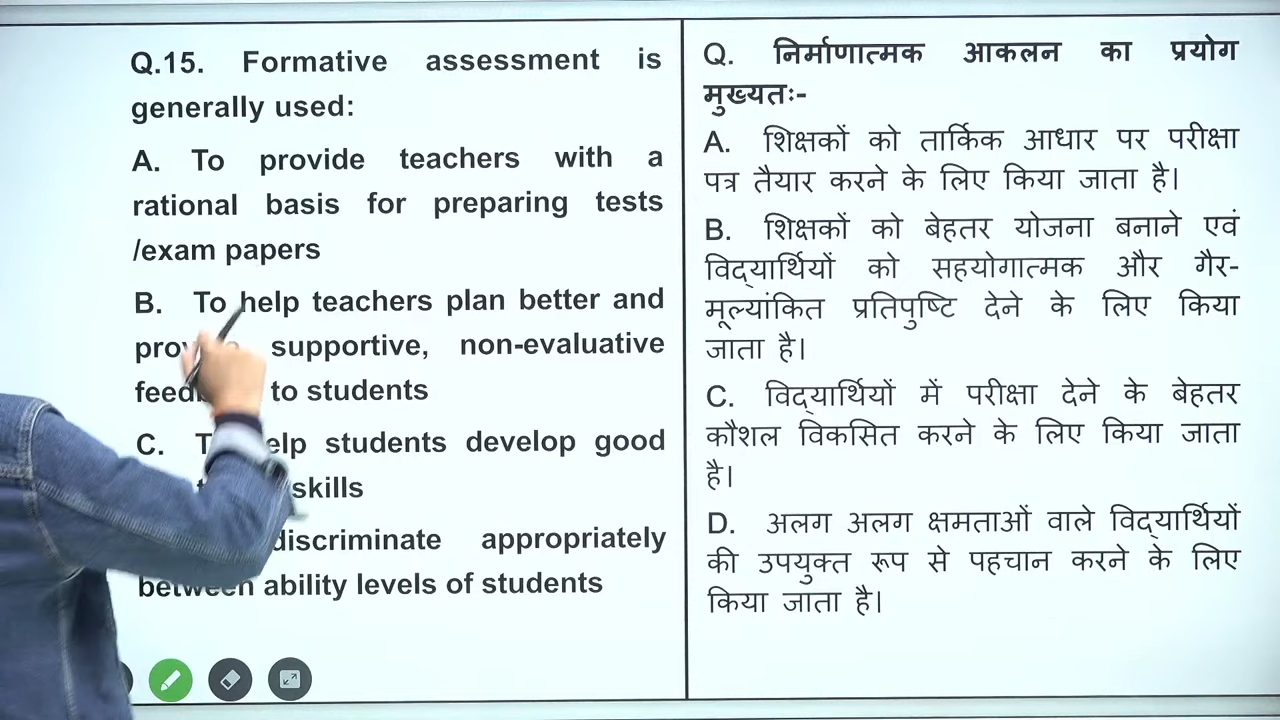 Q.15. Formative assessment is
generally used:
A. To provide teachers with a
rational basis for preparing tests
/exam papers
B. To help teachers plan better and
supportive, non-evaluative
to students
C. students develop good
skills
discriminate appropriately
between ability levels of students
Q. निर्माणात्मक आकलन का प्रयोग
मुख्यतः-
A. शिक्षकों को तार्किक आधार पर परीक्षा
पत्र तैयार करने के लिए किया जाता है।
B. शिक्षकों को बेहतर योजना बनाने एवं
विद्यार्थियों को सहयोगात्मक और गैर-
मूल्यांकित प्रतिपुष्टि देने के लिए किया
जाता है।
C. विद्यार्थियों में परीक्षा देने के बेहतर
कौशल विकसित करने के लिए किया जाता
है।
D. अलग अलग क्षमताओं वाले विद्यार्थियों
की उपयुक्त रूप से पहचान करने के लिए
किया जाता है।